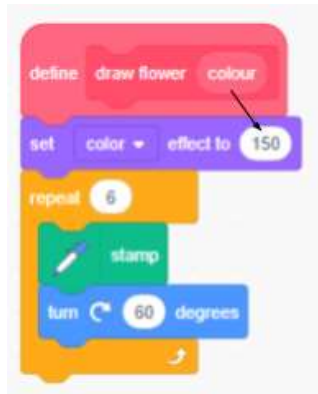 define draw flower colour
set color effect to 150
repeat 6
stamp
turn 60 degrees